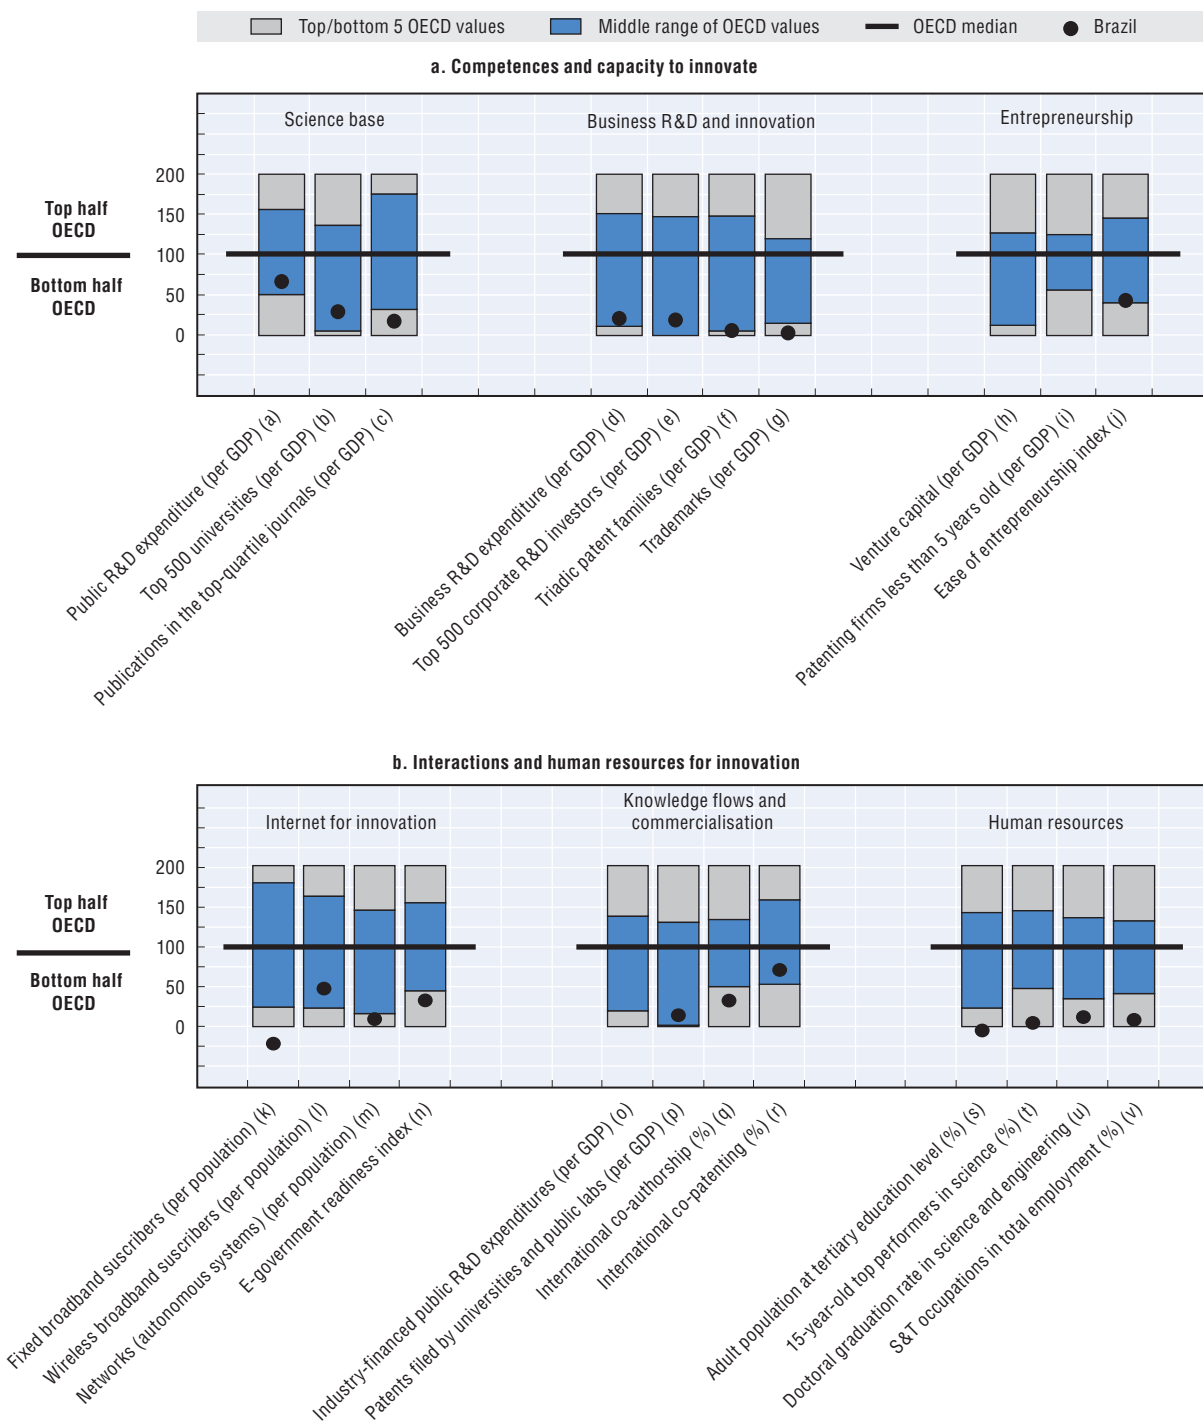 Top/bottom 5 OECD values Middle range of OECD values OECD median Brazil
a. Competences and capacity to innovate
Science base Business R&D and innovation Entrepreneurship
200
150
100
50
0
Top half
OECD
Bottom half
OECD
Public R&D expenditure (per GDP) (a)
Top 500 universities (per GDP) (b)
Publications in the top-quartile journals (per GDP) (c)
Business R&D expenditure (per GDP) (d)
Top 500 corporate R&D investors (per GDP) (e)
Triadic patent families (per GDP) (f)
Trademarks (per GDP) (g)
Venture capital (per GDP) (h)
Patenting firms less than 5 years old (per GDP) (i)
Ease of entrepreneurship index (j)
b. Interactions and human resources for innovation
Internet for innovation
Knowledge flows and
commercialisation
Human resources
200
150
100
50
0
Top half
OECD
Bottom half
OECD
Fixed broadband suscribers (per population) (k)
Wireless broadband suscribers (per population) (l)
Networks (autonomous systems) (per population) (m)
E-government readiness index (n)
Industry-financed public R&D expenditures (per GDP) (o)
Patents filed by universities and public labs (per GDP) (p)
International co-authorship (%) (q)
International co-patenting (%) (r)
Adult population at tertiary education level (%) (s)
15-year-old top performers in science (%) (t)
Doctoral graduation rate in science and engineering (u)
S&T occupations in total employment (%) (v)